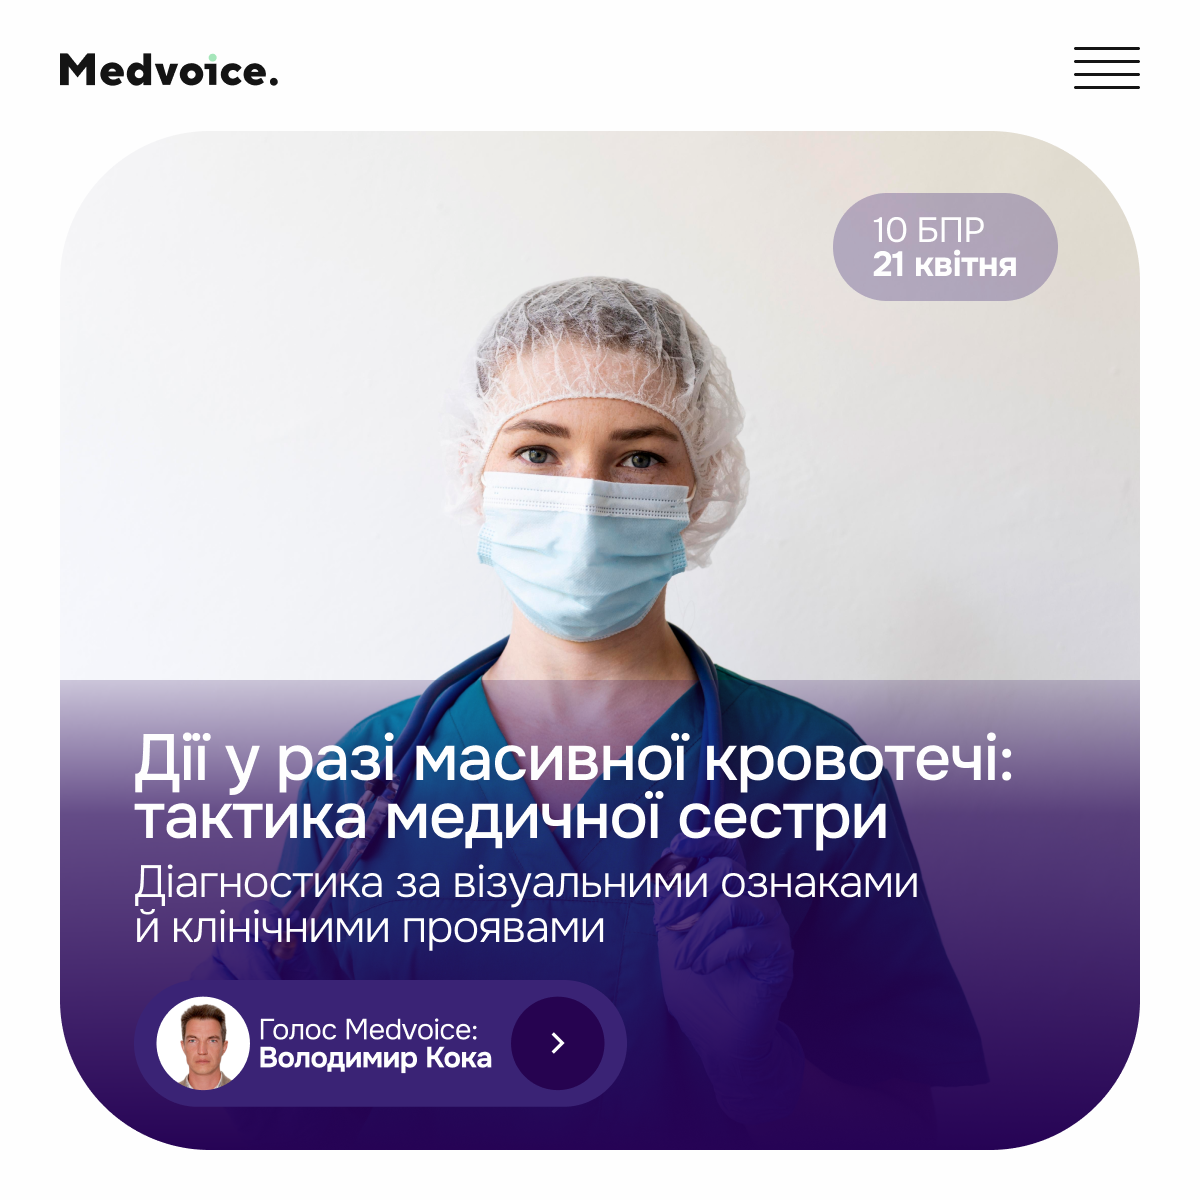 Medvoice.
10 БПР
21 квітня
Дії у разі масивної кровотечі:
тактика медичної сестри
Діагностика за візуальними ознаками
й клінічними проявами
Голос Medvoice:
Володимир Кока